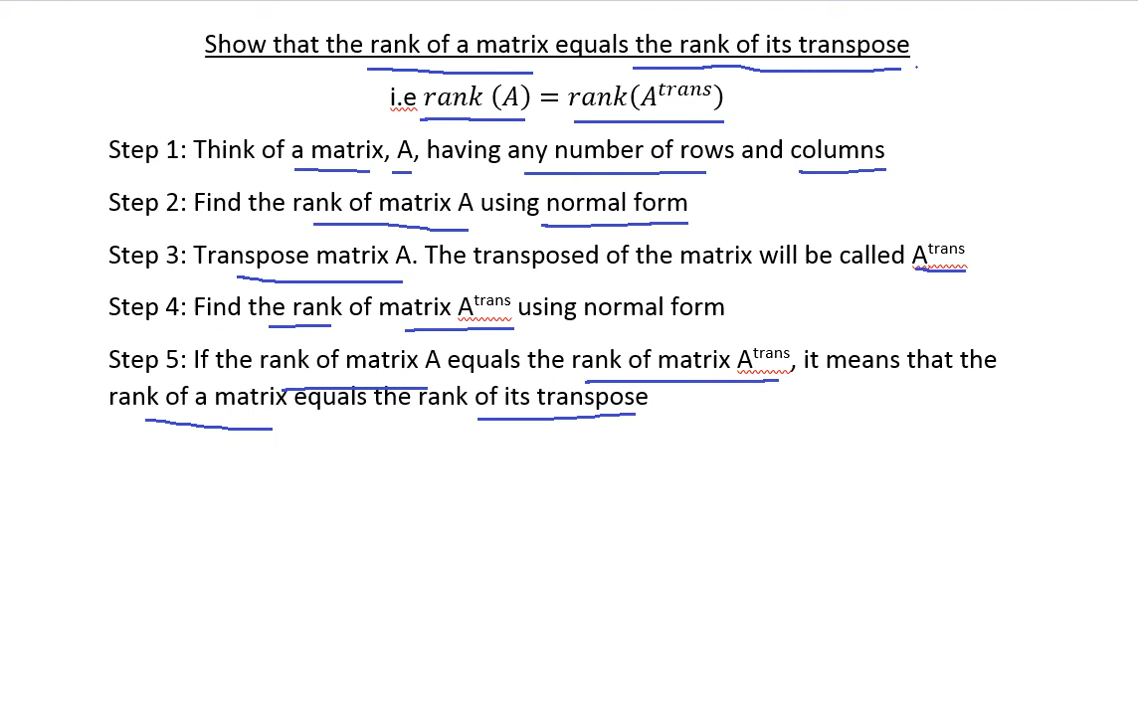 Show that the rank of a matrix equals the rank of its transpose
i.e rank (A) = rank(A^trans)
Step 1: Think of a matrix, A, having any number of rows and columns
Step 2: Find the rank of matrix A using normal form
Step 3: Transpose matrix A. The transposed of the matrix will be called A^trans
Step 4: Find the rank of matrix A^trans using normal form
Step 5: If the rank of matrix A equals the rank of matrix A^trans, it means that the
rank of a matrix equals the rank of its transpose